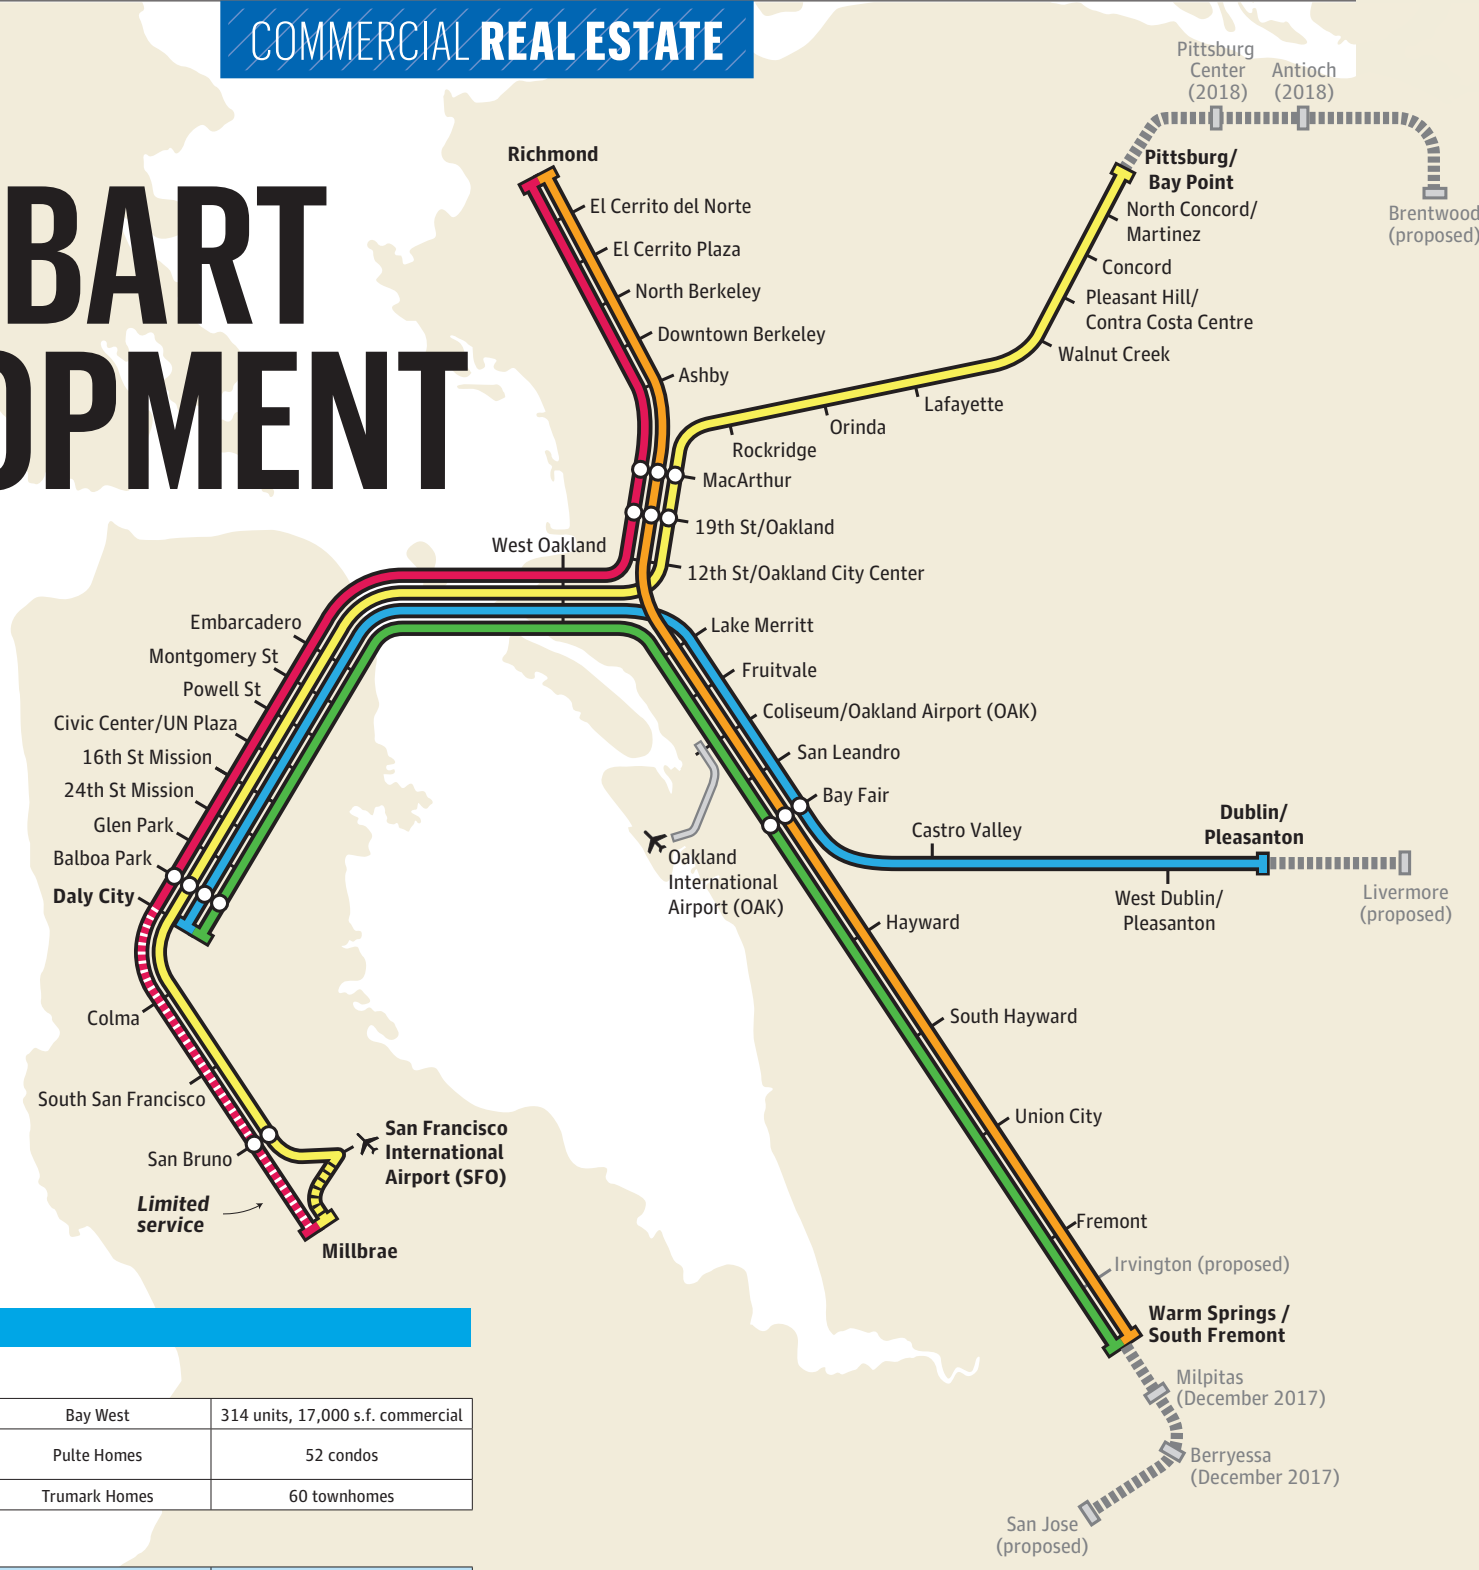 COMMERCIAL REAL ESTATE
BART
OPMENT
Pittsburg
Center
(2018)
Antioch
(2018)
Brentwood
(proposed)
Richmond
El Cerrito del Norte
El Cerrito Plaza
North Berkeley
Downtown Berkeley
Ashby
Pittsburg/
Bay Point
North Concord/
Martinez
Concord
Pleasant Hill/
Contra Costa Centre
Walnut Creek
Lafayette
Orinda
Rockridge
MacArthur
19th St/Oakland
12th St/Oakland City Center
West Oakland
Embarcadero
Montgomery St
Powell St
Civic Center/UN Plaza
16th St Mission
24th St Mission
Glen Park
Balboa Park
Daly City
Colma
South San Francisco
San Bruno
Limited
service
San Francisco
International
Airport (SFO)
Millbrae
Lake Merritt
Fruitvale
Coliseum/Oakland Airport (OAK)
San Leandro
Bay Fair
Oakland
International
Airport (OAK)
Castro Valley
Dublin/
Pleasanton
West Dublin/
Pleasanton
Livermore
(proposed)
Hayward
South Hayward
Union City
Fremont
Irvington (proposed)
Warm Springs /
South Fremont
Milpitas
(December 2017)
Berryessa
(December 2017)
San Jose
(proposed)
Bay West 314 units, 17,000 s.f. commercial
Pulte Homes 52 condos
Trumark Homes 60 townhomes